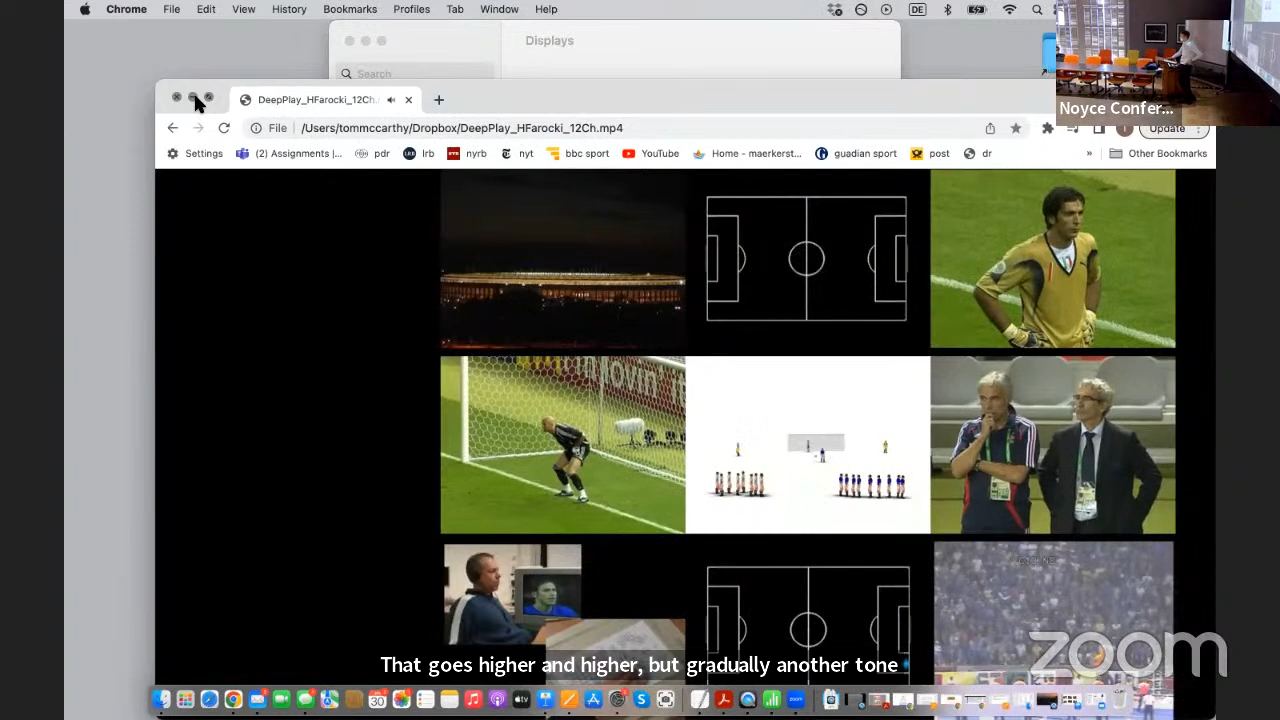 Chrome File Edit View History Bookmarks Profiles Tab Window Help DE
Displays
Search
DeepPlay_HFarocki_12Ch.
File /Users/tommccarthy/Dropbox/DeepPlay_HFarocki_12Ch.mp4 Update
Settings (2) Assignments |... pdr lrb nyrb nyt bbc sport YouTube Home - maerkerst... guadian sport post dr » Other Bookmarks
Noyce Confer...
That goes higher and higher, but gradually another tone
zoom